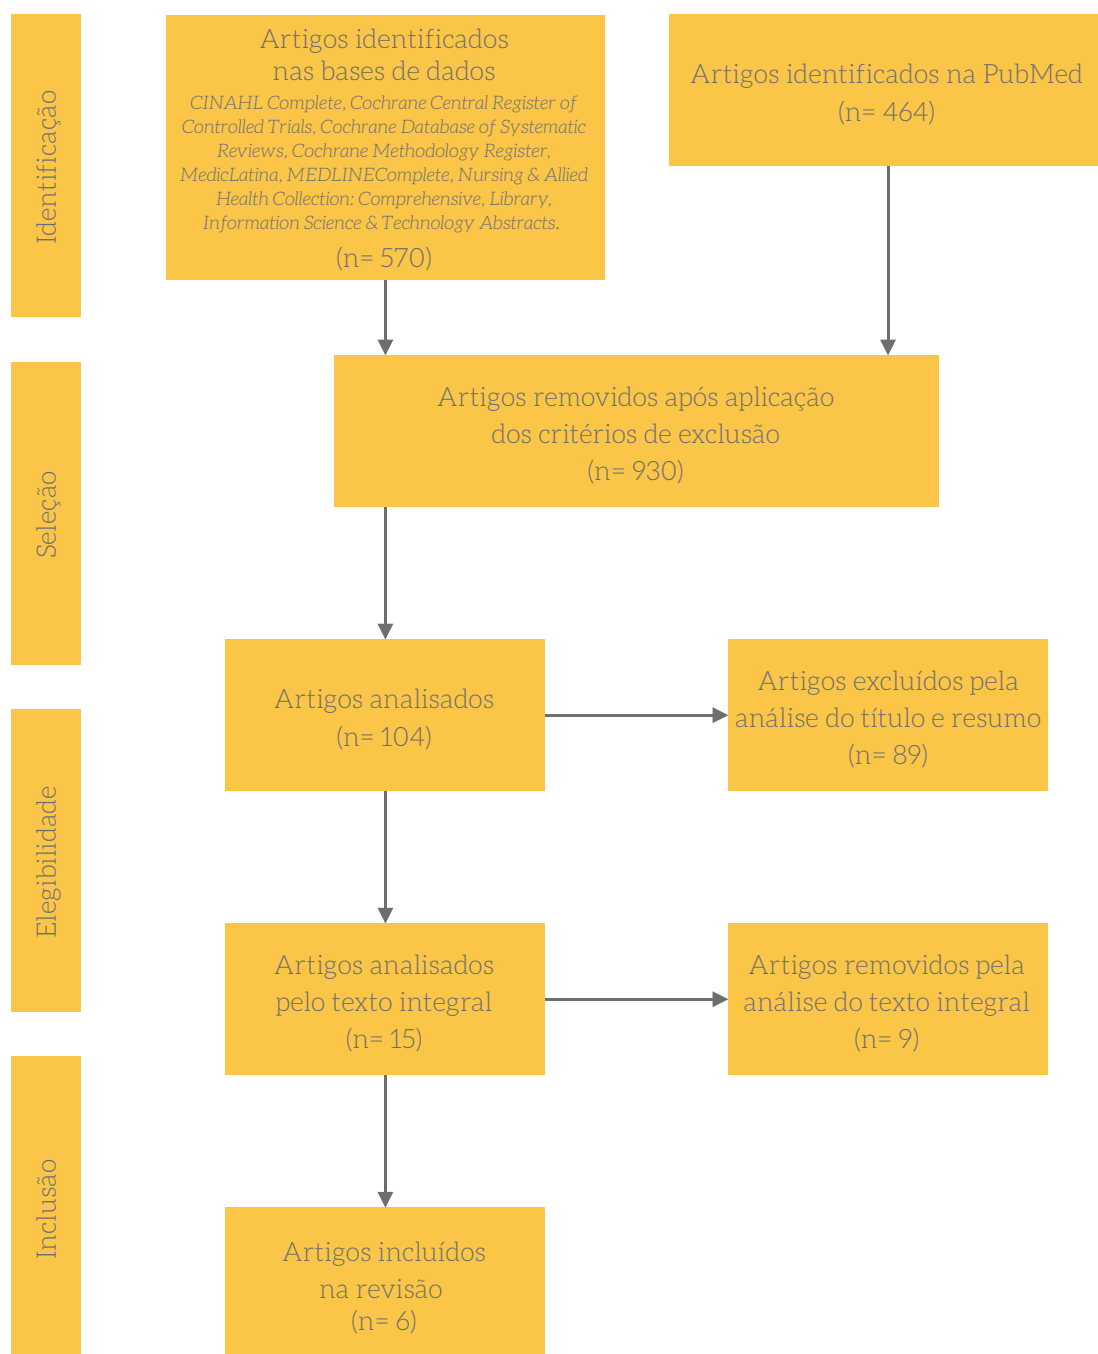 Identificação
Artigos identificados
nas bases de dados
CINAHL Complete, Cochrane Central Register of
Controlled Trials, Cochrane Database of Systematic
Reviews, Cochrane Methodology Register,
MedicLatina, MEDLINEComplete, Nursing & Allied
Health Collection: Comprehensive, Library,
Information Science & Technology Abstracts.
(n= 570)
Artigos identificados na PubMed
(n= 464)
Seleção
Artigos removidos após aplicação
dos critérios de exclusão
(n= 930)
Artigos analisados
(n= 104)
Artigos excluídos pela
análise do título e resumo
(n= 89)
Elegibilidade
Artigos analisados
pelo texto integral
(n= 15)
Artigos removidos pela
análise do texto integral
(n= 9)
Inclusão
Artigos incluídos
na revisão
(n= 6)